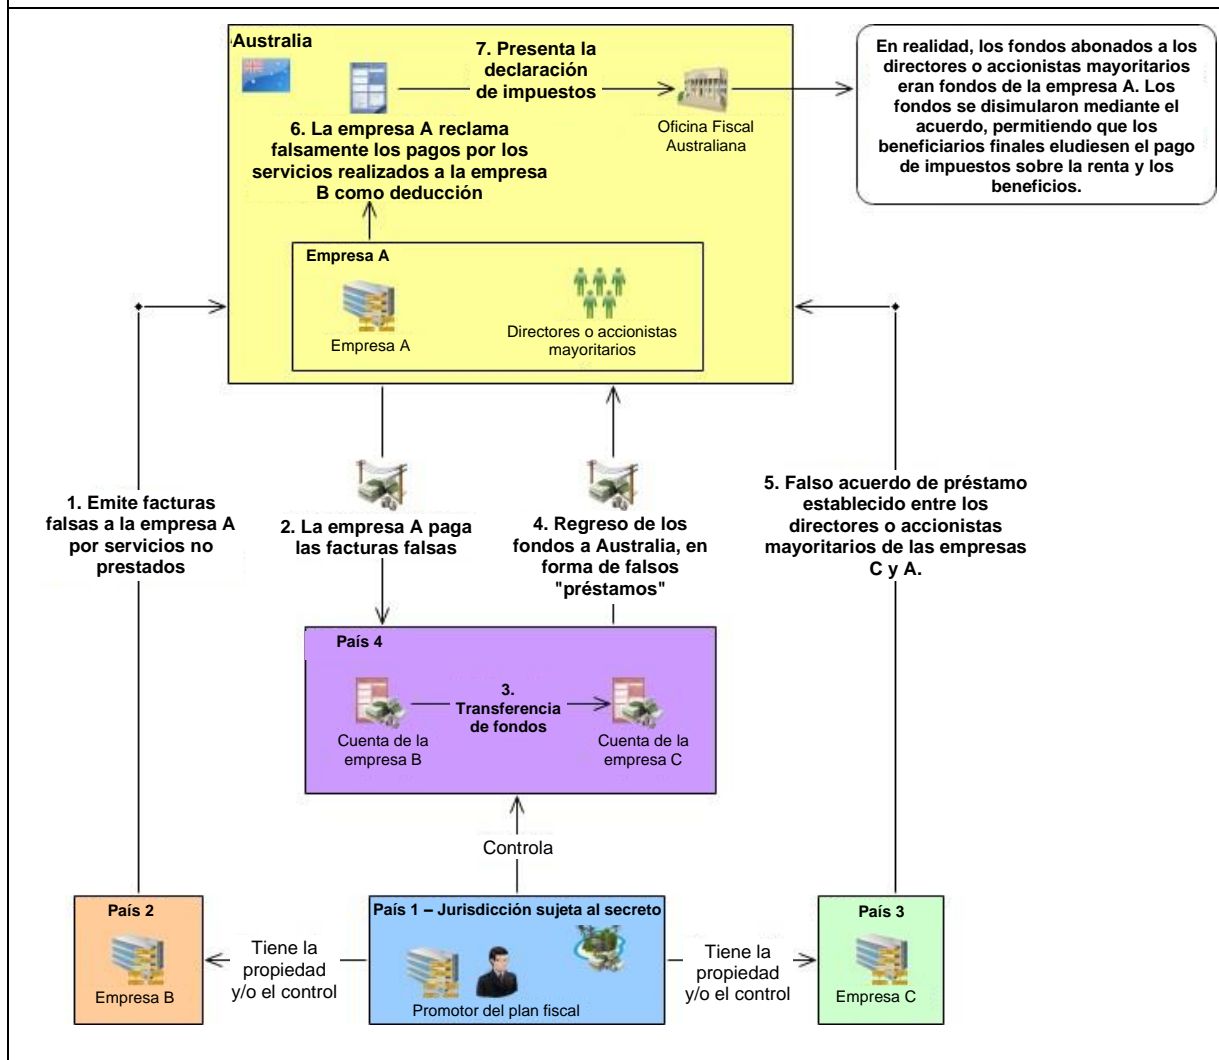 Australia
7. Presenta la
declaración
de impuestos
Oficina Fiscal
Australiana
En realidad, los fondos abonados a los
directores o accionistas mayoritarios
eran fondos de la empresa A. Los
fondos se disimularon mediante el
acuerdo, permitiendo que los
beneficiarios finales eludiesen el pago
de impuestos sobre la renta y los
beneficios.
6. La empresa A reclama
falsamente los pagos por los
servicios realizados a la empresa
B como deducción
Empresa A
Empresa A
Directores o accionistas
mayoritarios
1. Emite facturas
falsas a la empresa A
por servicios no
prestados
2. La empresa A paga
las facturas falsas
4. Regreso de los
fondos a Australia, en
forma de falsos
"préstamos"
5. Falso acuerdo de préstamo
establecido entre los
directores o accionistas
mayoritarios de las empresas
C y A.
País 4
Cuenta de la
empresa B
3.
Transferencia
de fondos
Cuenta de la
empresa C
Controla
País 2
Empresa B
Tiene la
propiedad
y/o el control
País 1 – Jurisdicción sujeta al secreto
Promotor del plan fiscal
Tiene la
propiedad
y/o el control
País 3
Empresa C